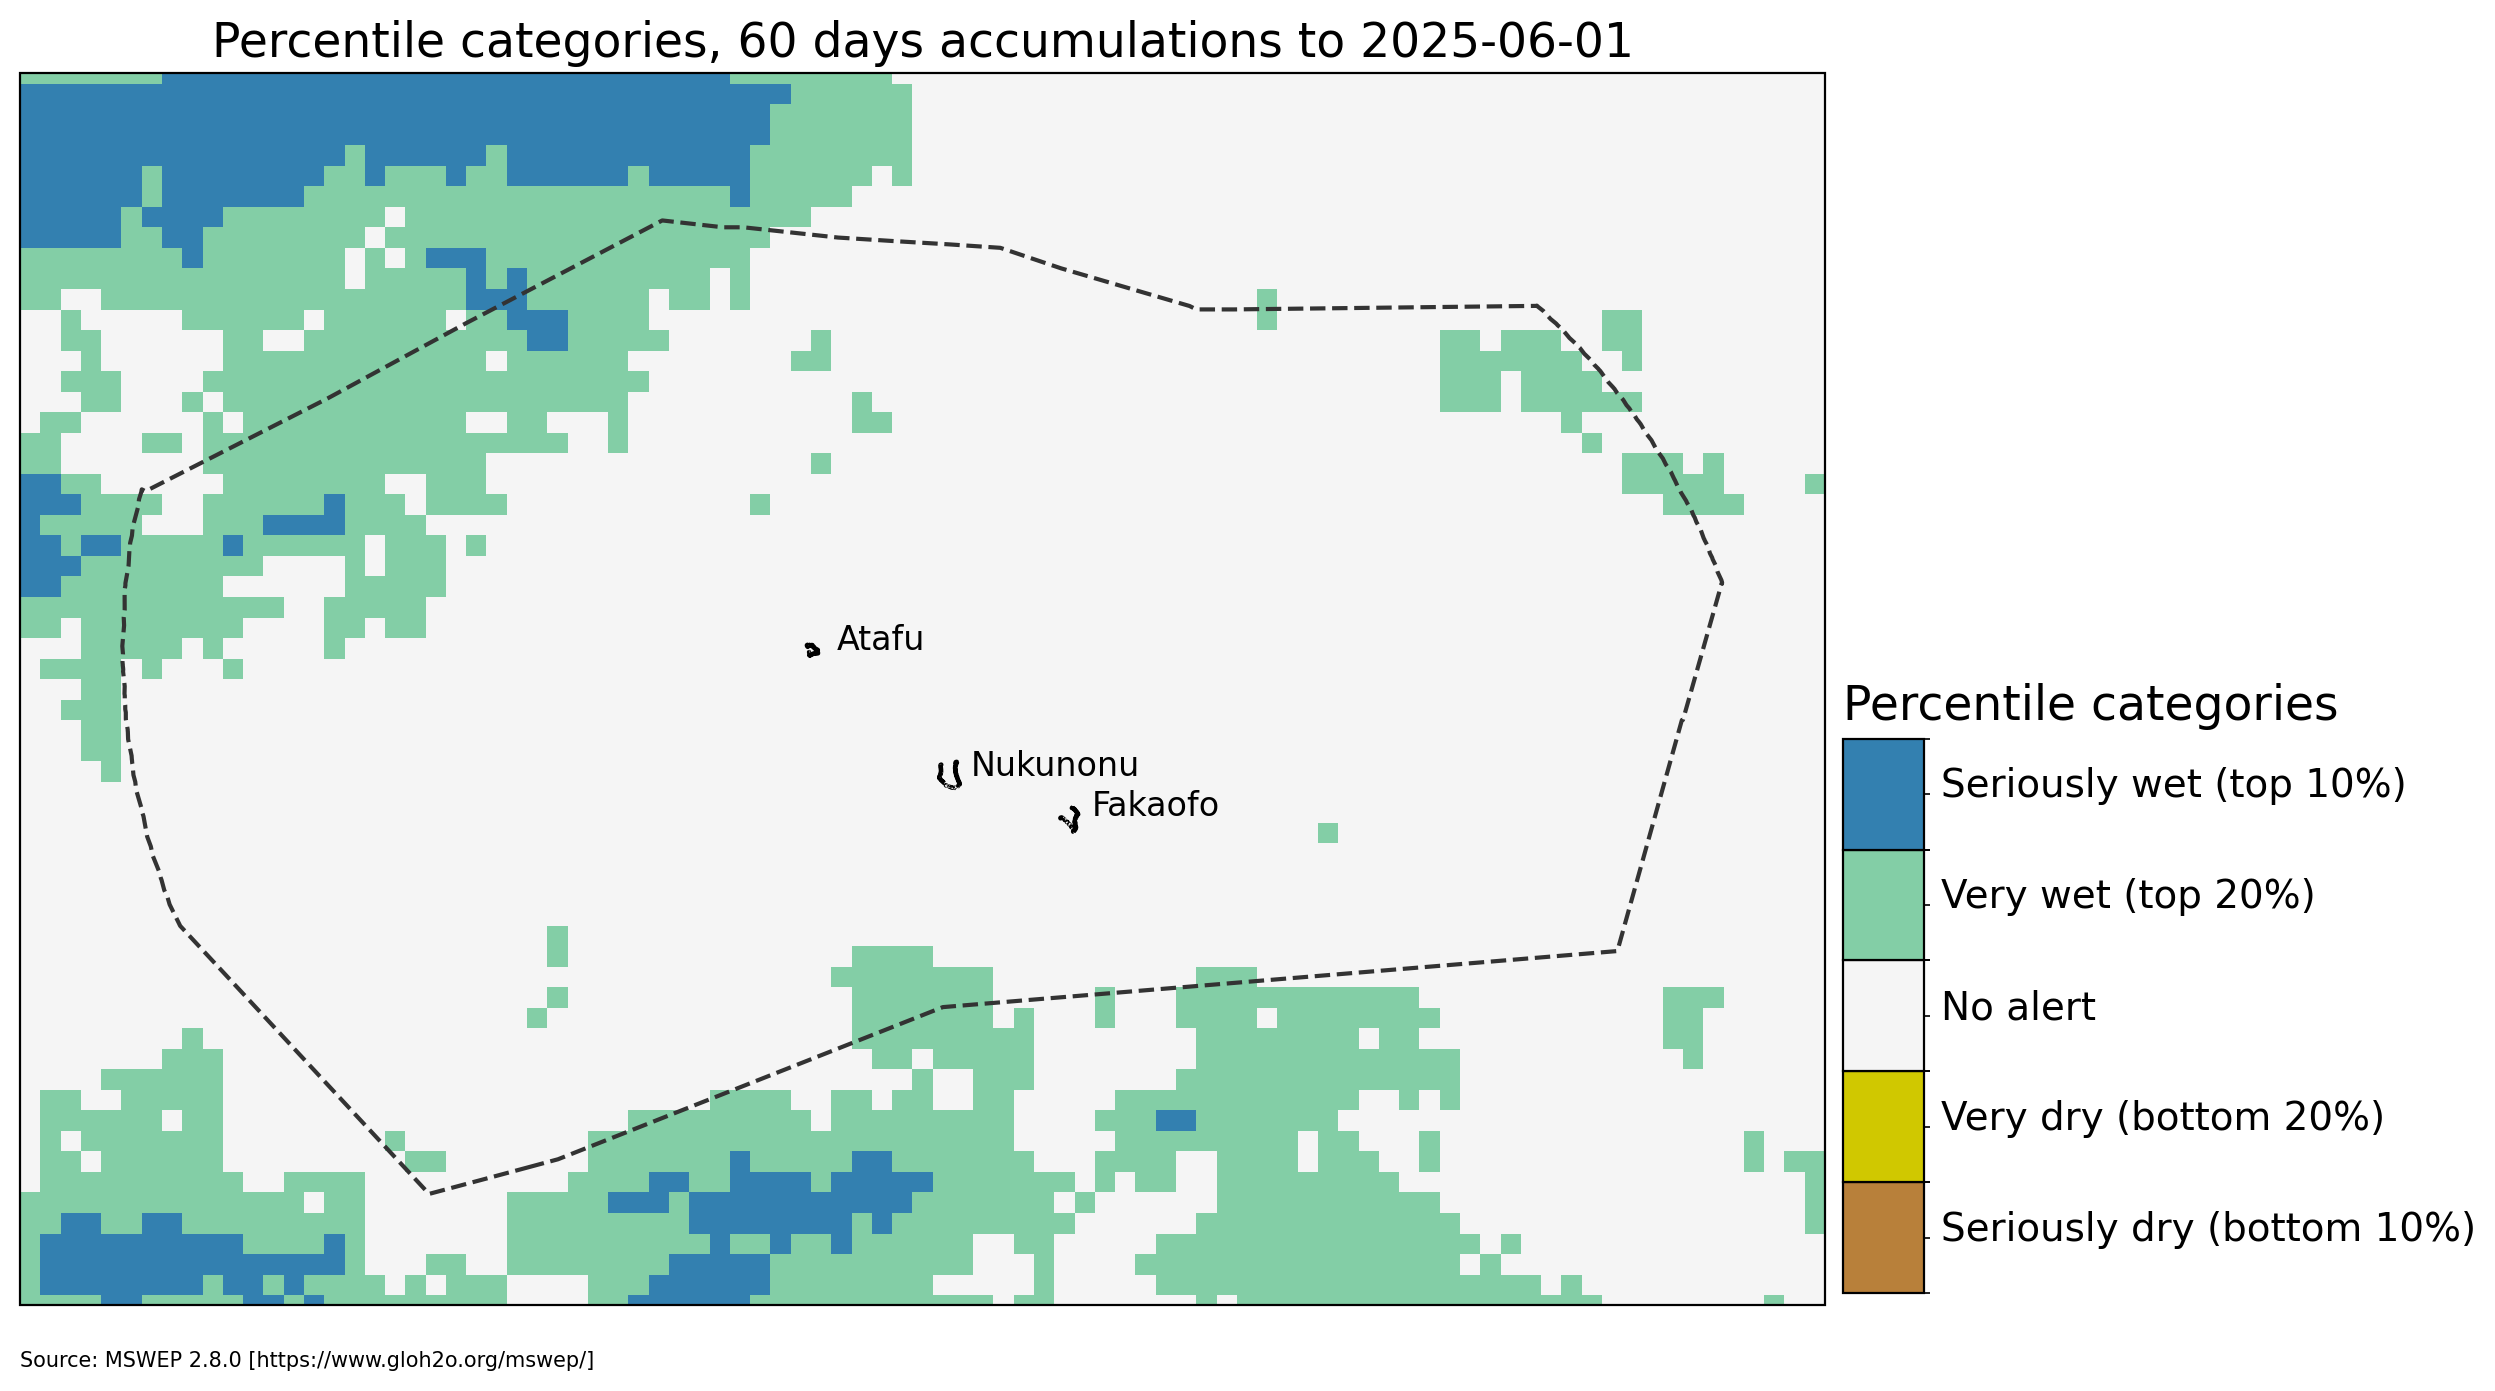 Percentile categories, 60 days accumulations to 2025-06-01
Atafu
Nukunonu
Fakaofo
Percentile categories
Seriously wet (top 10%)
Very wet (top 20%)
No alert
Very dry (bottom 20%)
Seriously dry (bottom 10%)
Source: MSWEP 2.8.0 [https://www.gloh2o.org/mswep/]